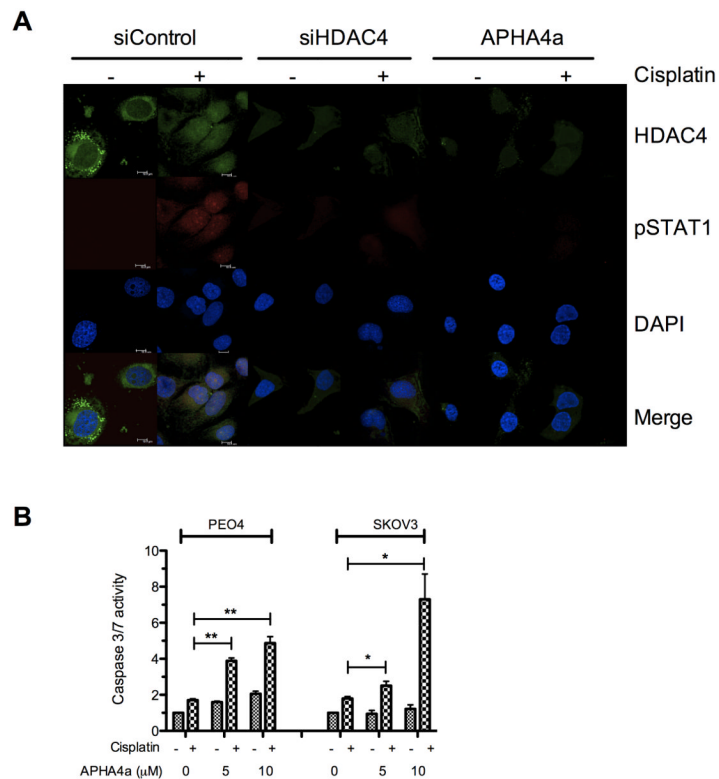 A
siControl siHDAC4 APHA4a
- + - + - + Cisplatin
HDAC4
pSTAT1
DAPI
Merge
B
PEO4 SKOV3
Caspase 3/7 activity
10
8
6
4
2
0
** ** * *
Cisplatin - + - + - + - + - + - +
APHA4a (μM) 0 5 10 0 5 10